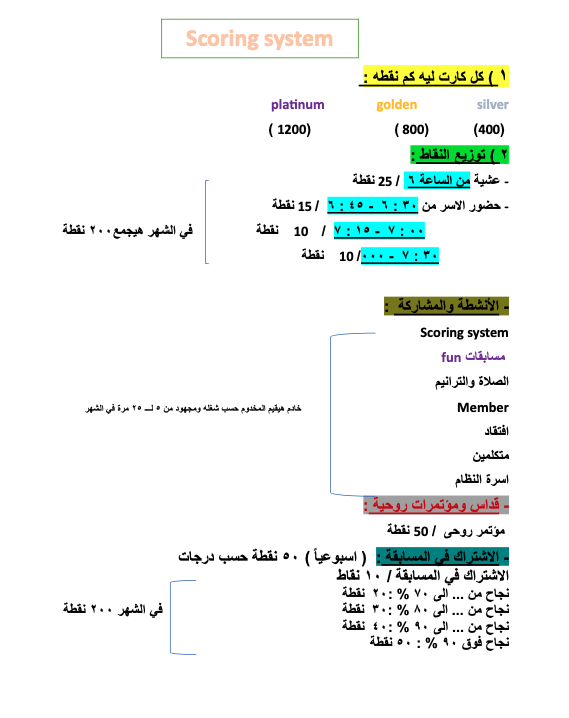 Scoring system
١ ) كل كارت ليه كم نقطه :
silver golden platinum
(400) ( 800) ( 1200)
٢ ) توزيع النقاط :
- عشية من الساعة ٦ / 25 نقطة
- حضور الاسر من ٦ : ٣٠ - ٦ : ٤٥ / 15 نقطة
٧ : ٠٠ - ٧ : ١٥ / 10 نقطة
في الشهر هيجمع ٢٠٠ نقطة
٧ : ٣٠ - ٠٠٠ / 10 نقطة
- الأنشطة والمشاركة :
Scoring system
مسابقات fun
الصلاة والترانيم
Member
خادم هيقيم المخدوم حسب شغله ومجهود من ٥ لـــ ٢٥ مرة في الشهر
افتقاد
متكلمين
اسرة النظام
- قداس ومؤتمرات روحية :
مؤتمر روحى / 50 نقطة
- الاشتراك في المسابقة : ( اسبوعياً ) ٥٠ نقطة حسب درجات
الاشتراك في المسابقة / ١٠ نقاط
نجاح من ... الى ٧٠ % : ٢٠ نقطة
نجاح من ... الى ٨٠ % : ٣٠ نقطة
في الشهر ٢٠٠ نقطة
نجاح من ... الى ٩٠ % : ٤٠ نقطة
نجاح فوق ٩٠ % : ٥٠ نقطة